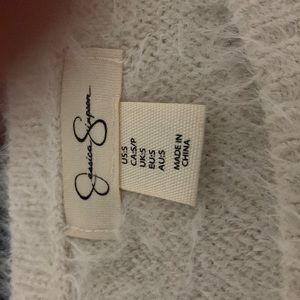 Jessica Simpson
US:S
CA:S/P
UK:S
EU:S
AU:S
MADE IN
CHINA